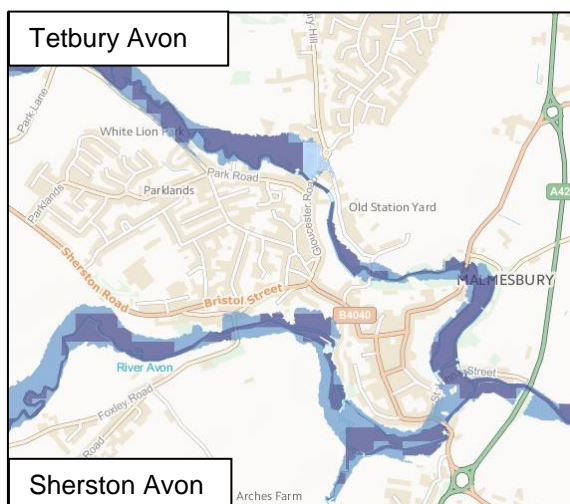 Tetbury Avon
Park Lane
White Lion Park
Park Road
Parklands
Parklands
Gloucester Road
Old Station Yard
A42
Sherston Road
Bristol Street
MALMESBURY
B4040
River Avon
Foxley Road
Road
Sherston Avon
Arches Farm